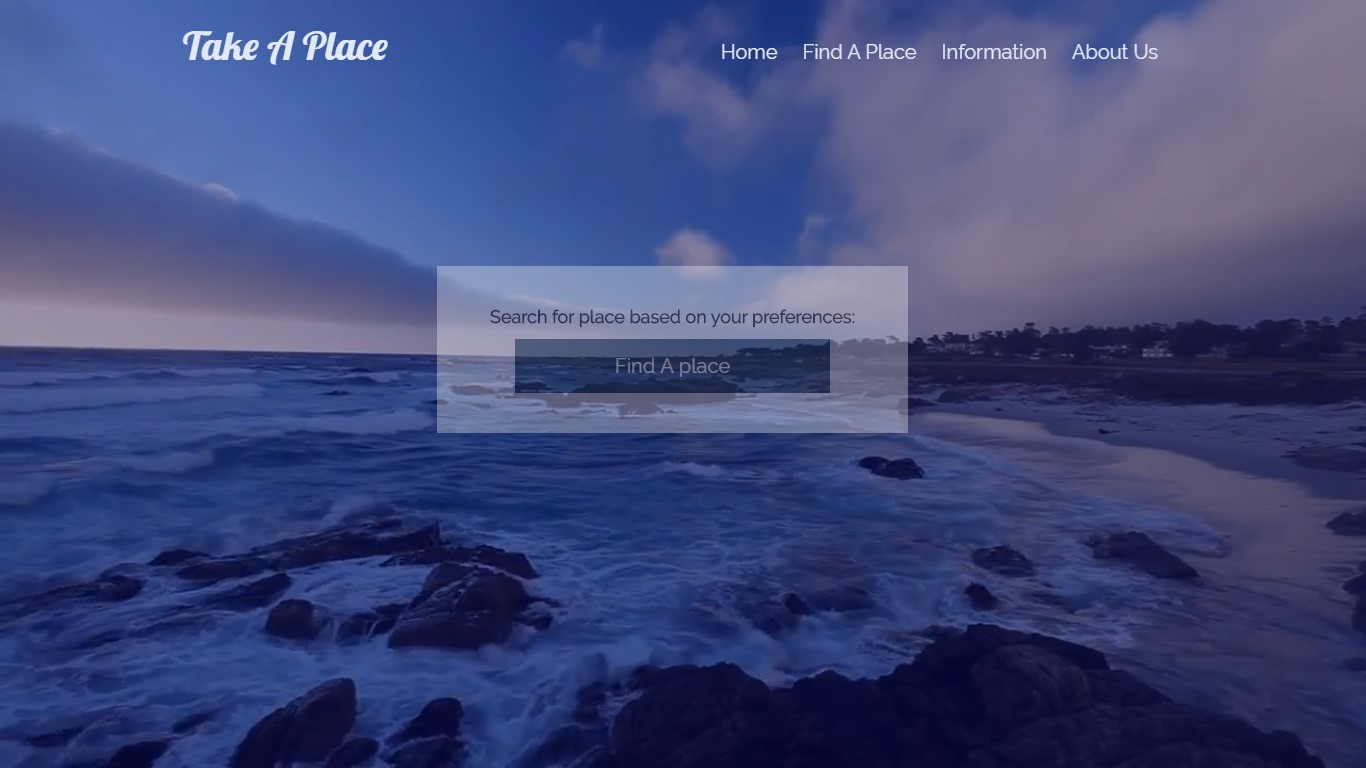 Take A Place
Home Find A Place Information About Us
Search for place based on your preferences:
Find A place